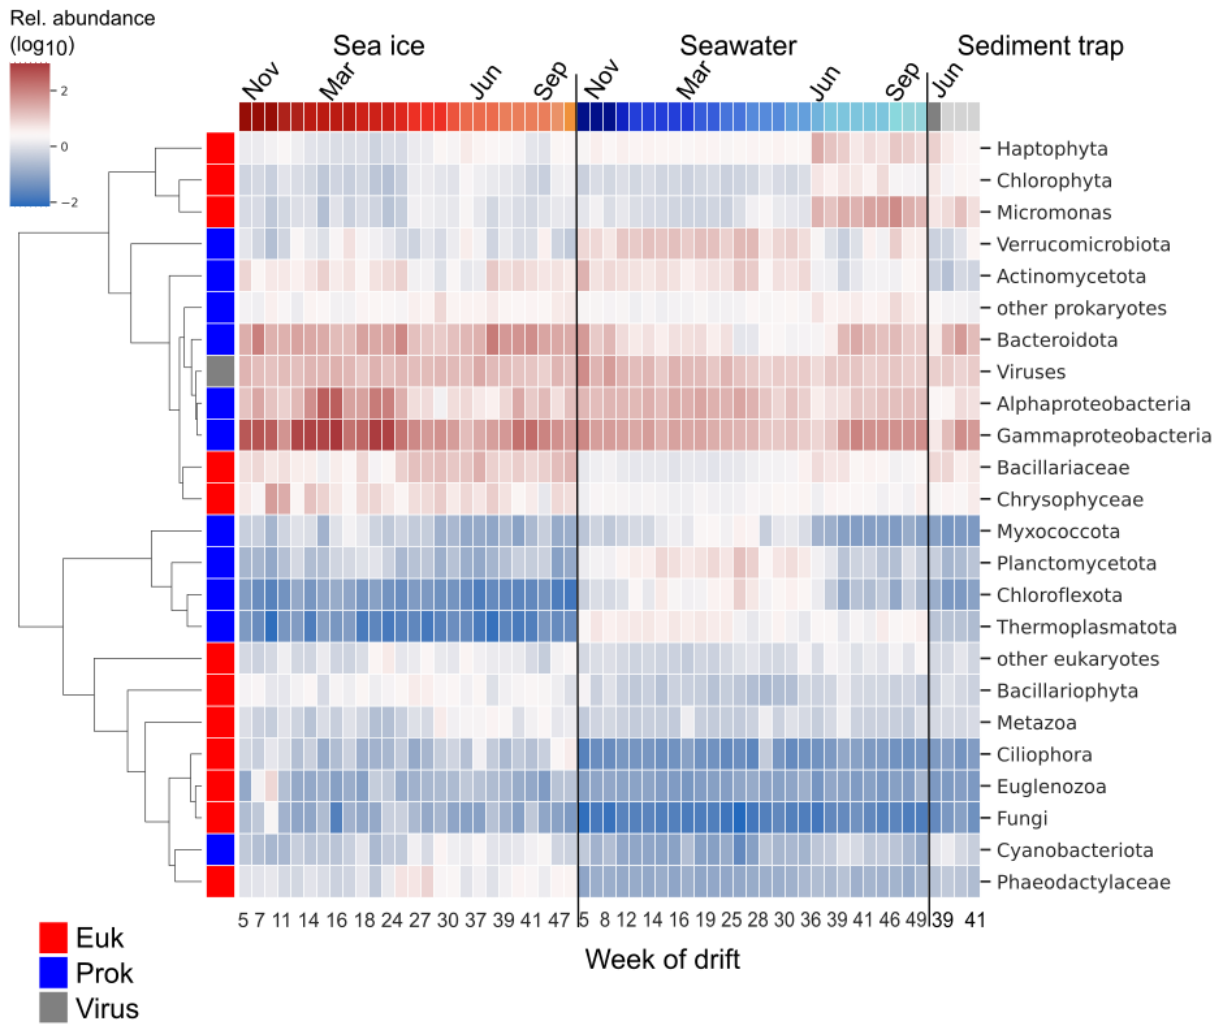 Rel. abundance
(log10)
2
0
−2
Sea ice
Seawater
Sediment trap
Nov
Mar
Jun
Sep
Nov
Mar
Jun
Sep
Jun
Haptophyta
Chlorophyta
Micromonas
Verrucomicrobiota
Actinomycetota
other prokaryotes
Bacteroidota
Viruses
Alphaproteobacteria
Gammaproteobacteria
Bacillariaceae
Chrysophyceae
Myxococcota
Planctomycetota
Chloroflexota
Thermoplasmatota
other eukaryotes
Bacillariophyta
Metazoa
Ciliophora
Euglenozoa
Fungi
Cyanobacteriota
Phaeodactylaceae
5 7 11 14 16 18 24 27 30 37 39 41 47 5 8 12 14 16 19 25 28 30 36 39 41 46 49 39 41
Week of drift
Euk
Prok
Virus